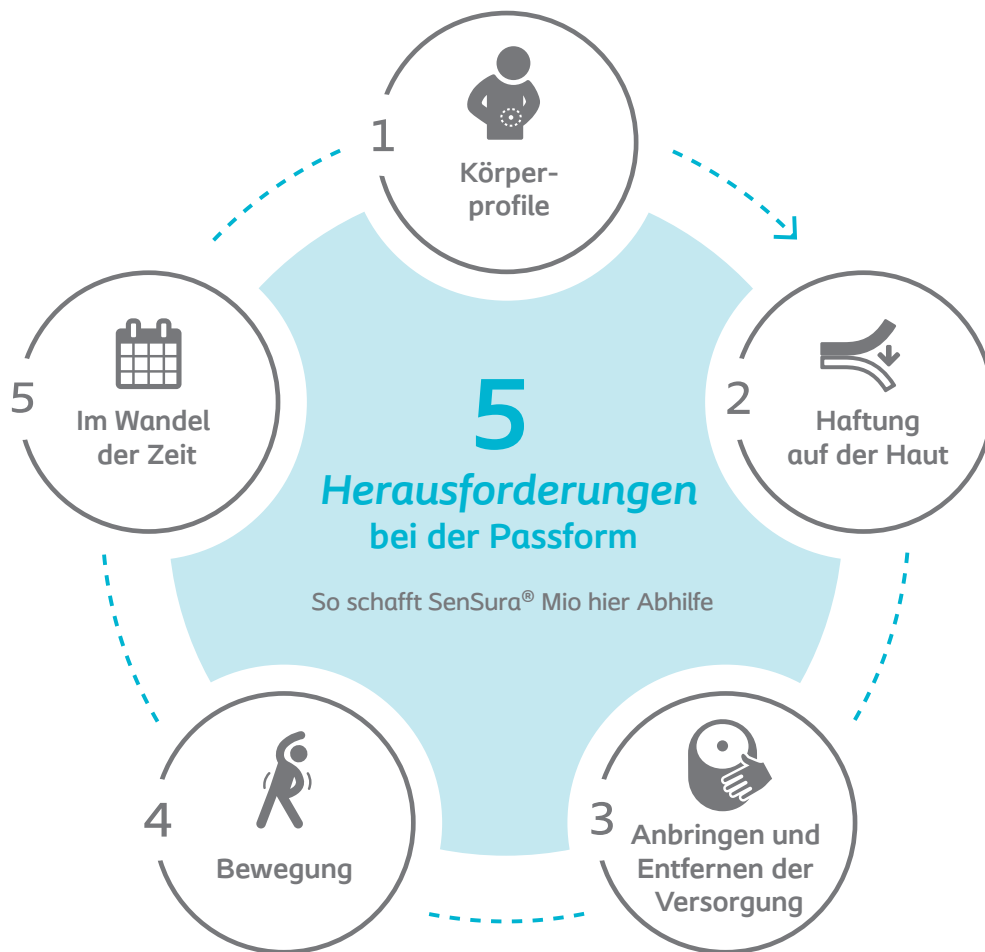 1
Körper-
profile
2
Haftung
auf der Haut
3
Anbringen und
Entfernen der
Versorgung
4
Bewegung
5
Im Wandel
der Zeit
5
Herausforderungen
bei der Passform
So schafft SenSura® Mio hier Abhilfe